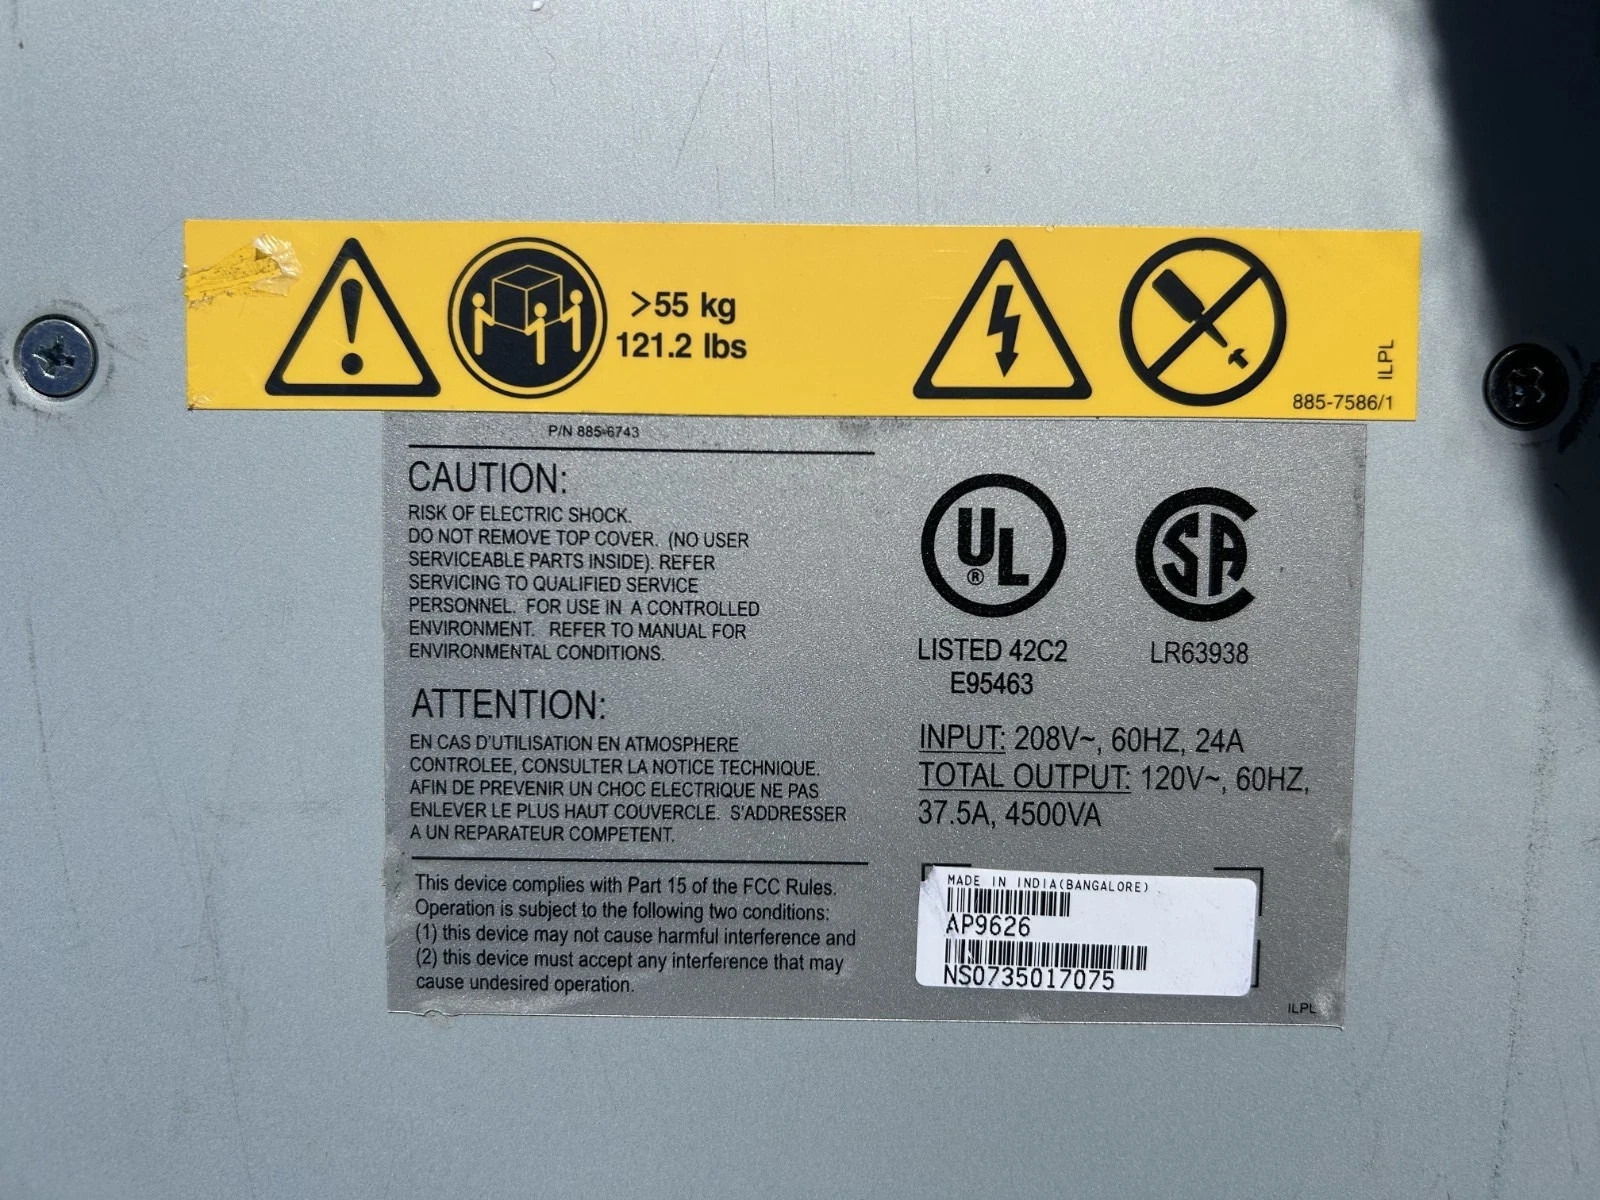 >55 kg
121.2 lbs
885-7586/1
ILPL
P/N 885-6743
CAUTION:
RISK OF ELECTRIC SHOCK.
DO NOT REMOVE TOP COVER. (NO USER
SERVICEABLE PARTS INSIDE). REFER
SERVICING TO QUALIFIED SERVICE
PERSONNEL. FOR USE IN A CONTROLLED
ENVIRONMENT. REFER TO MANUAL FOR
ENVIRONMENTAL CONDITIONS.
ATTENTION:
EN CAS D'UTILISATION EN ATMOSPHERE
CONTROLEE, CONSULTER LA NOTICE TECHNIQUE.
AFIN DE PREVENIR UN CHOC ELECTRIQUE NE PAS
ENLEVER LE PLUS HAUT COUVERCLE. S'ADDRESSER
A UN REPARATEUR COMPETENT.
This device complies with Part 15 of the FCC Rules.
Operation is subject to the following two conditions:
(1) this device may not cause harmful interference and
(2) this device must accept any interference that may
cause undesired operation.
UL ®
LISTED 42C2
E95463
SA
LR63938
INPUT: 208V~, 60HZ, 24A
TOTAL OUTPUT: 120V~, 60HZ,
37.5A, 4500VA
MADE IN INDIA(BANGALORE)
AP9626
NS0735017075
ILPL